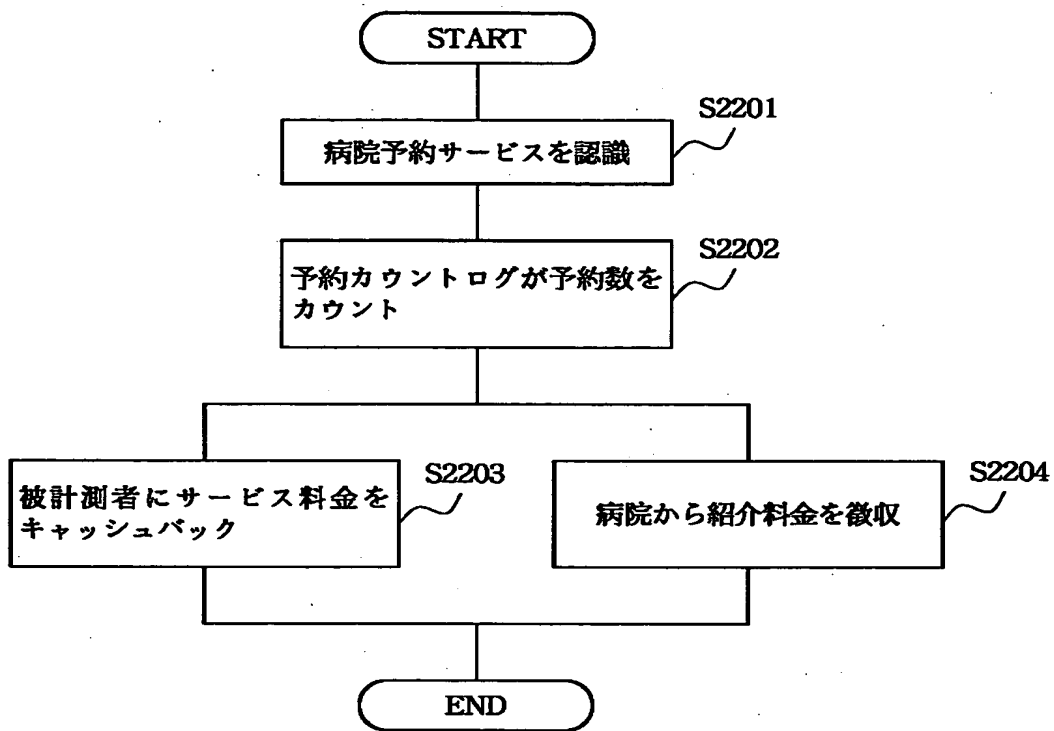 START
S2201
病院予約サービスを認識
S2202
予約カウントログが予約数を
カウント
S2203
被計測者にサービス料金を
キャッシュバック
S2204
病院から紹介料金を徴収
END